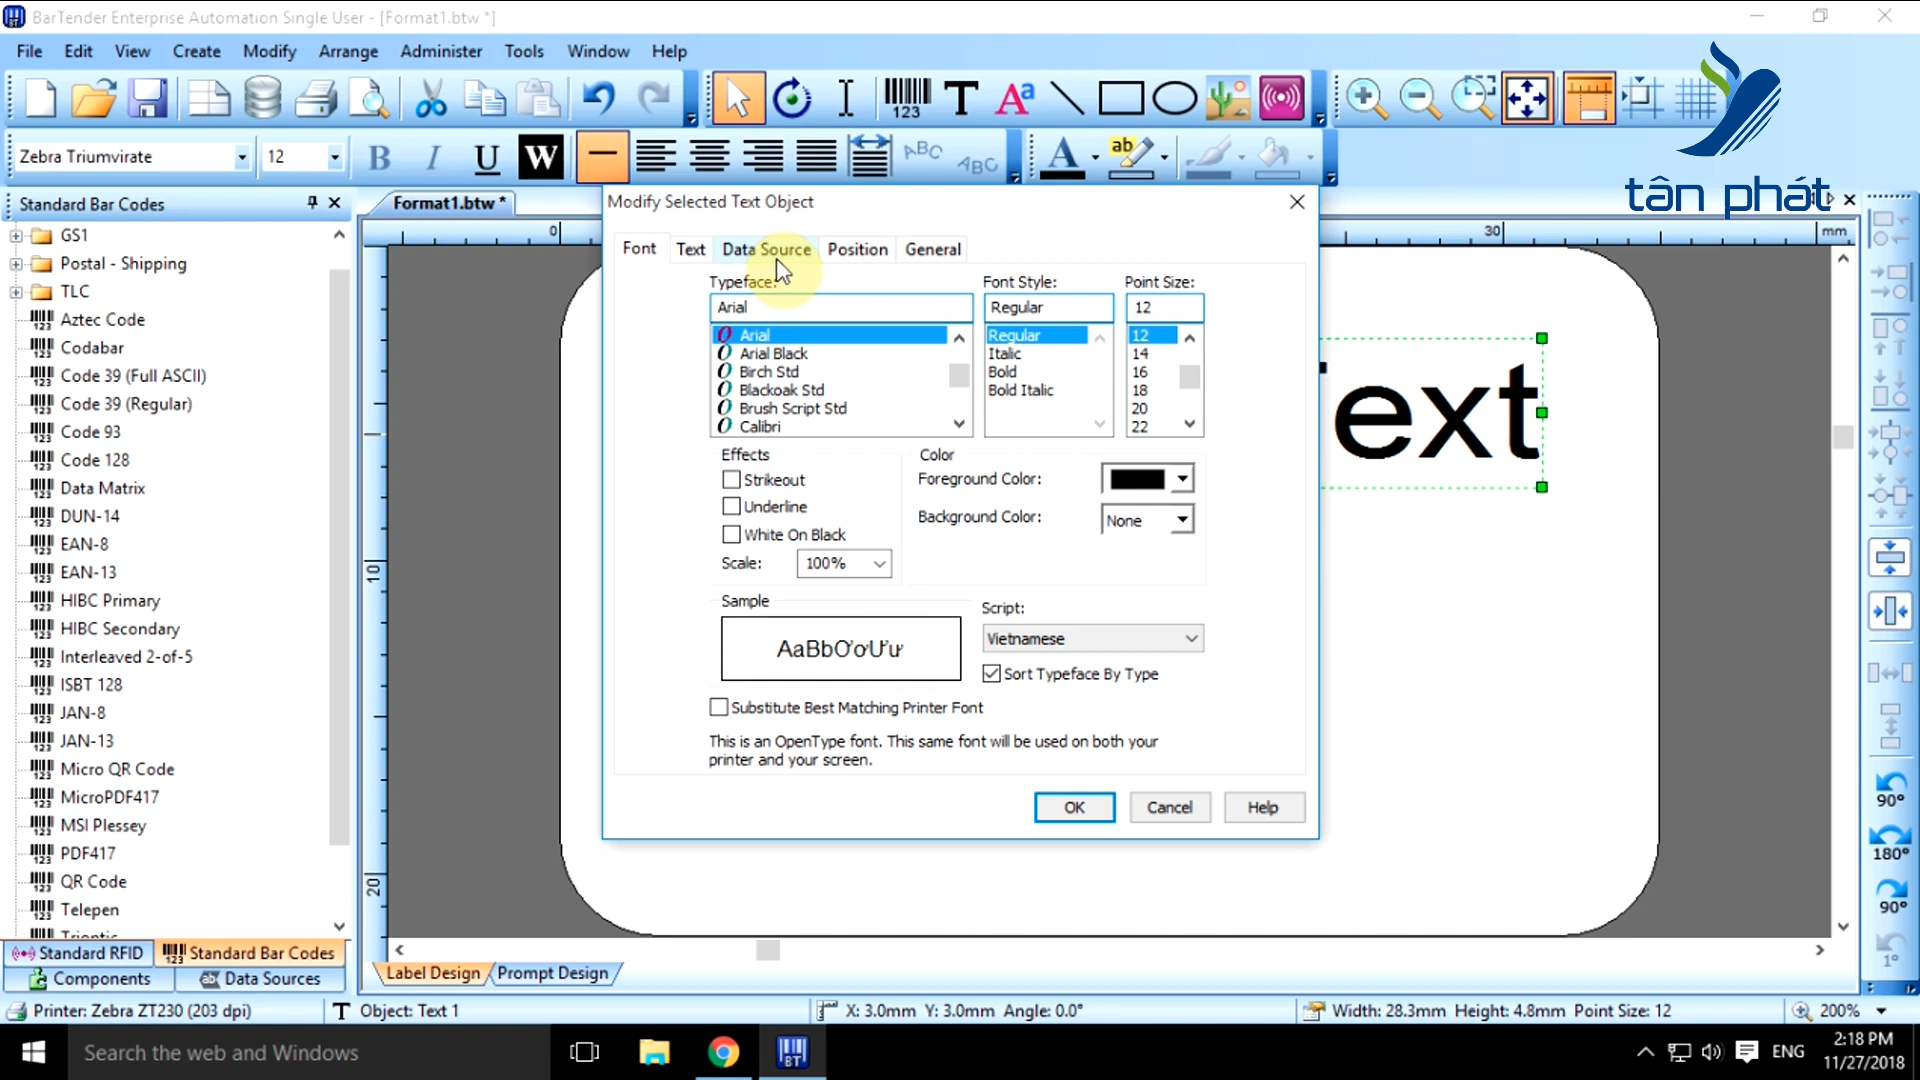 BarTender Enterprise Automation Single User - [Format1.btw *]
File Edit View Create Modify Arrange Administer Tools Window Help
123 T A
tân phát
Zebra Triumvirate 12 B I U W ABC ABC A ab
Standard Bar Codes
Format1.btw *
GS1
Postal - Shipping
TLC
Aztec Code
Codabar
Code 39 (Full ASCII)
Code 39 (Regular)
Code 93
Code 128
Data Matrix
DUN-14
EAN-8
EAN-13
HIBC Primary
HIBC Secondary
Interleaved 2-of-5
ISBT 128
JAN-8
JAN-13
Micro QR Code
MicroPDF417
MSI Plessey
PDF417
QR Code
Telepen
Standard RFID Standard Bar Codes
Components Data Sources
0 30 mm
10
20
Text
Modify Selected Text Object
Font Text Data Source Position General
Typeface: Font Style: Point Size:
Arial Regular 12
Arial Regular 12
Arial Black Italic 14
Birch Std Bold 16
Blackoak Std Bold Italic 18
Brush Script Std 20
Calibri 22
Effects Color
Strikeout Foreground Color:
Underline
Background Color: None
White On Black
Scale: 100%
Sample Script:
AaBbƠơƯư Vietnamese
Sort Typeface By Type
Substitute Best Matching Printer Font
This is an OpenType font. This same font will be used on both your
printer and your screen.
OK Cancel Help
90°
180°
90°
1°
Label Design Prompt Design
Printer: Zebra ZT230 (203 dpi) T Object: Text 1 X: 3.0mm Y: 3.0mm Angle: 0.0° Width: 28.3mm Height: 4.8mm Point Size: 12 200%
Search the web and Windows BT ENG 2:18 PM
11/27/2018